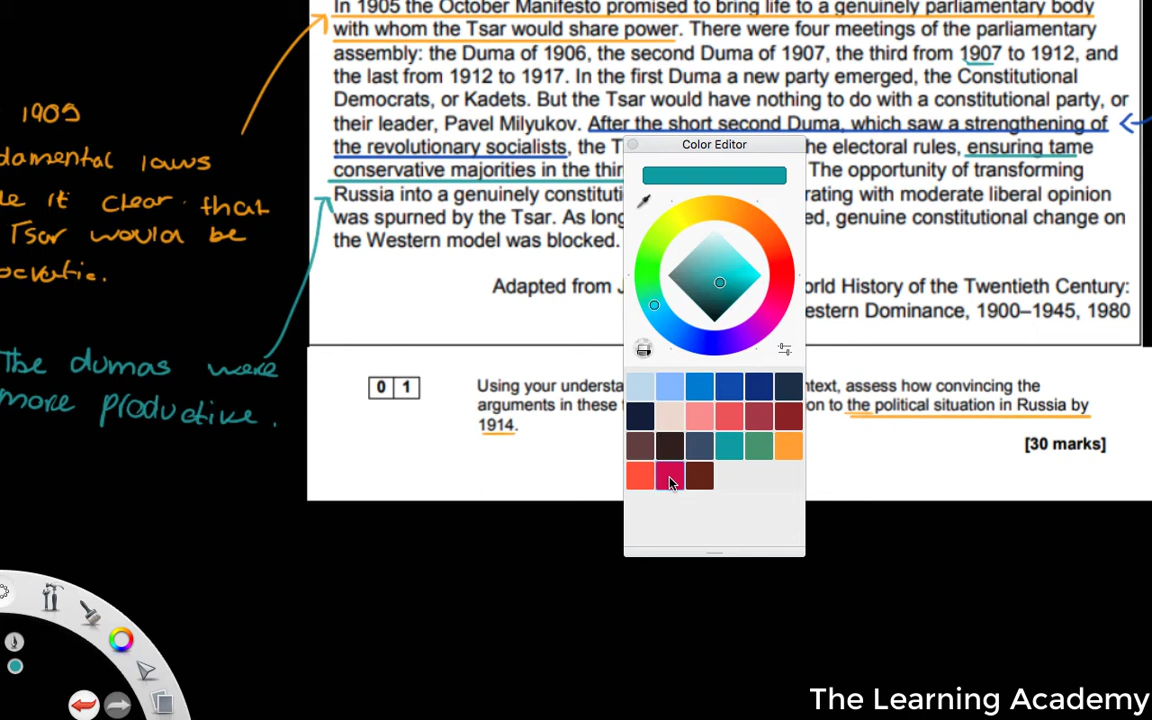 In 1905 the October Manifesto promised to bring life to a genuinely parliamentary body
with whom the Tsar would share power. There were four meetings of the parliamentary
assembly: the Duma of 1906, the second Duma of 1907, the third from 1907 to 1912, and
the last from 1912 to 1917. In the first Duma a new party emerged, the Constitutional
Democrats, or Kadets. But the Tsar would have nothing to do with a constitutional party, or
their leader, Pavel Milyukov. After the short second Duma, which saw a strengthening of
the revolutionary socialists, the T he electoral rules, ensuring tame
conservative majorities in the thir The opportunity of transforming
Russia into a genuinely constituti rating with moderate liberal opinion
was spurned by the Tsar. As long ed, genuine constitutional change on
the Western model was blocked.
Adapted from J orld History of the Twentieth Century:
estern Dominance, 1900–1945, 1980
damental laws
it clear that
Tsar would be
The dumas were
more productive.
Color Editor
0 1
Using your understa text, assess how convincing the
arguments in these on to the political situation in Russia by
1914.
[30 marks]
The Learning Academy